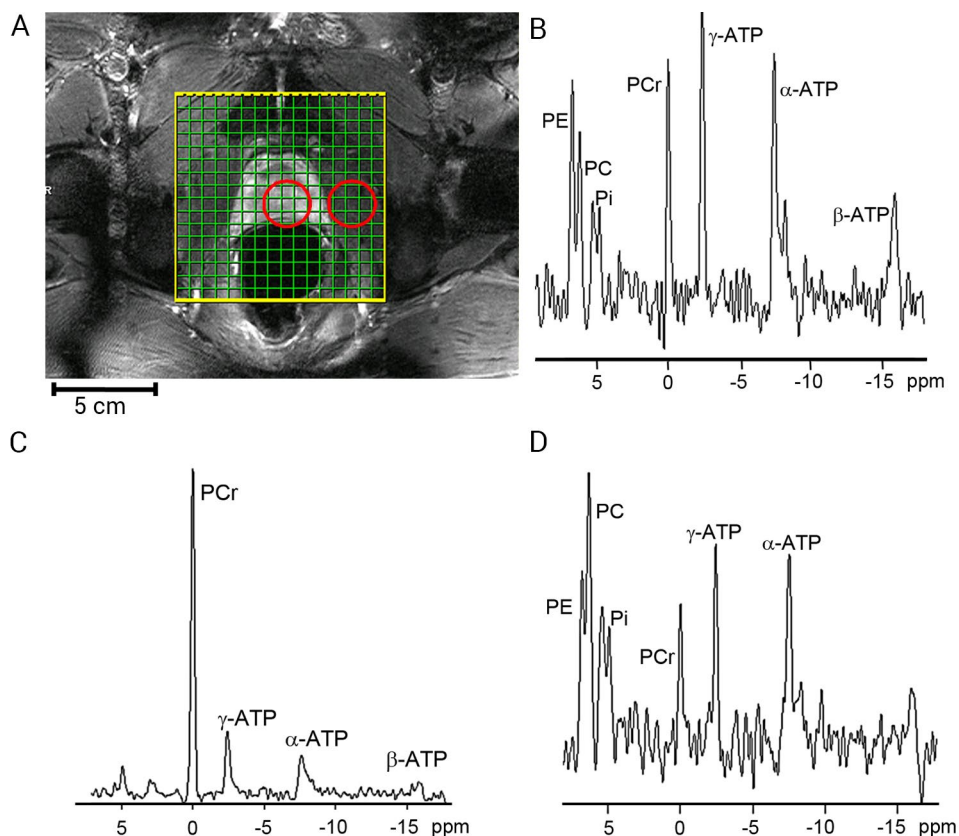 A
R
5 cm
B
PE
PC
Pi
PCr
γ-ATP
α-ATP
β-ATP
5 0 -5 -10 -15 ppm
C
PCr
γ-ATP
α-ATP
β-ATP
5 0 -5 -10 -15 ppm
D
PE
PC
Pi
PCr
γ-ATP
α-ATP
5 0 -5 -10 -15 ppm